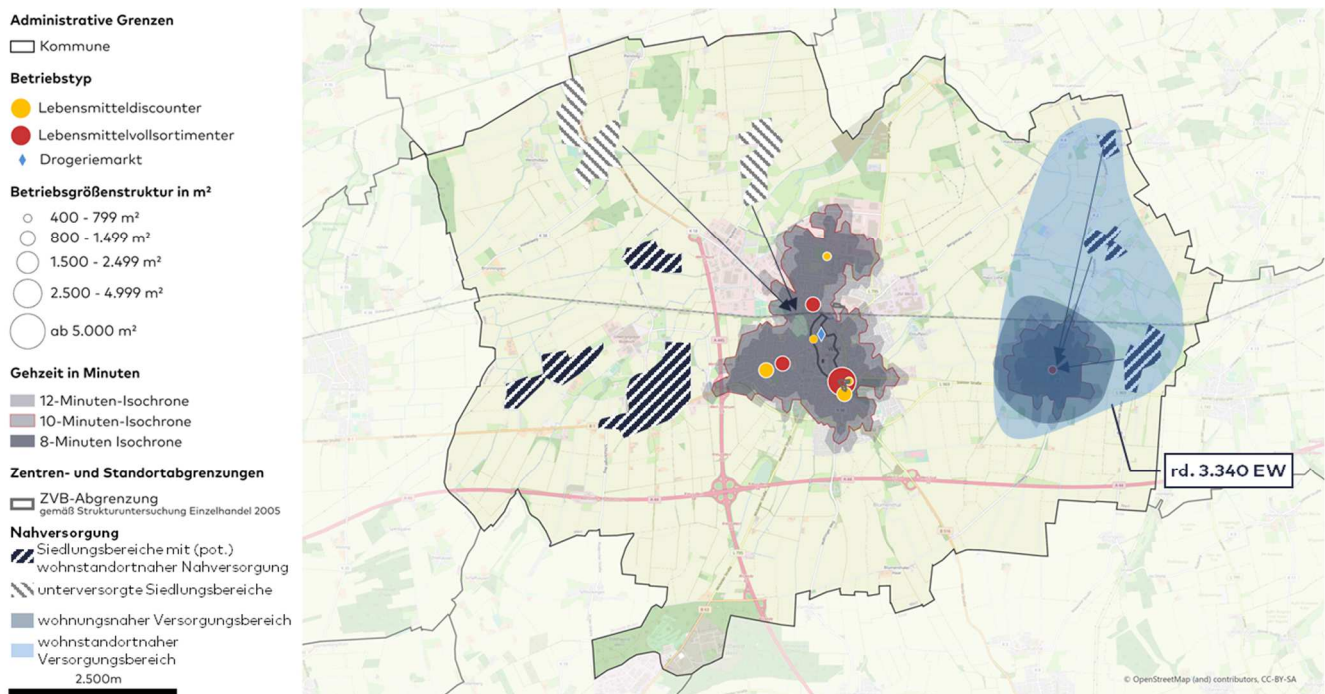 Administrative Grenzen
Kommune
Betriebstyp
Lebensmitteldiscounter
Lebensmittelvollsortimenter
Drogeriemarkt
Betriebsgrößenstruktur in m²
400 - 799 m²
800 - 1.499 m²
1.500 - 2.499 m²
2.500 - 4.999 m²
ab 5.000 m²
Gehzeit in Minuten
12-Minuten-Isochrone
10-Minuten-Isochrone
8-Minuten Isochrone
Zentren- und Standortabgrenzungen
ZVB-Abgrenzung
gemäß Strukturuntersuchung Einzelhandel 2005
Nahversorgung
Siedlungsbereiche mit (pot.)
wohnstandortnaher Nahversorgung
unterversorgte Siedlungsbereiche
wohnungsnaher Versorgungsbereich
wohnstandortnaher
Versorgungsbereich
2.500m
rd. 3.340 EW
© OpenStreetMap (and) contributors, CC-BY-SA